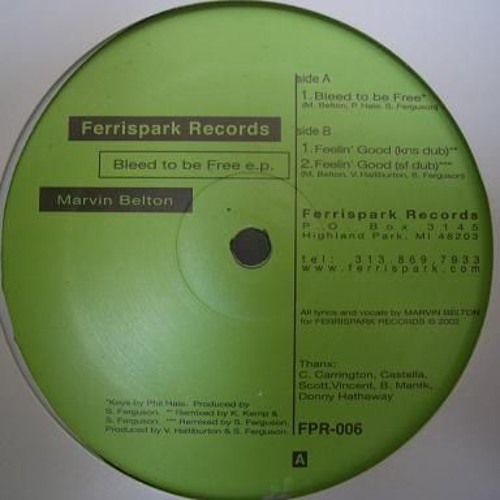 Ferrispark Records
Bleed to be Free e.p.
Marvin Belton
side A
1. Bleed to be Free*
(M. Belton, P. Hale, S. Ferguson)
side B
1. Feelin' Good (kns dub)**
2. Feelin' Good (sf dub)***
(M. Belton, V. Halliburton, S. Ferguson)
Ferrispark Records
P.O. Box 3145
Highland Park, MI 48203
tel: 313.869.7933
www.ferrispark.com
All lyrics and vocals by MARVIN BELTON
for FERRISPARK RECORDS © 2002
Thanx:
C. Carrington, Castella,
Scott, Vincent, B. Mantk,
Donny Hathaway
*Keys by Phil Hale. Produced by
S. Ferguson. ** Remixed by K. Kemp &
S. Ferguson. *** Remixed by S. Ferguson.
Produced by V. Halliburton & S. Ferguson.
FPR-006
A